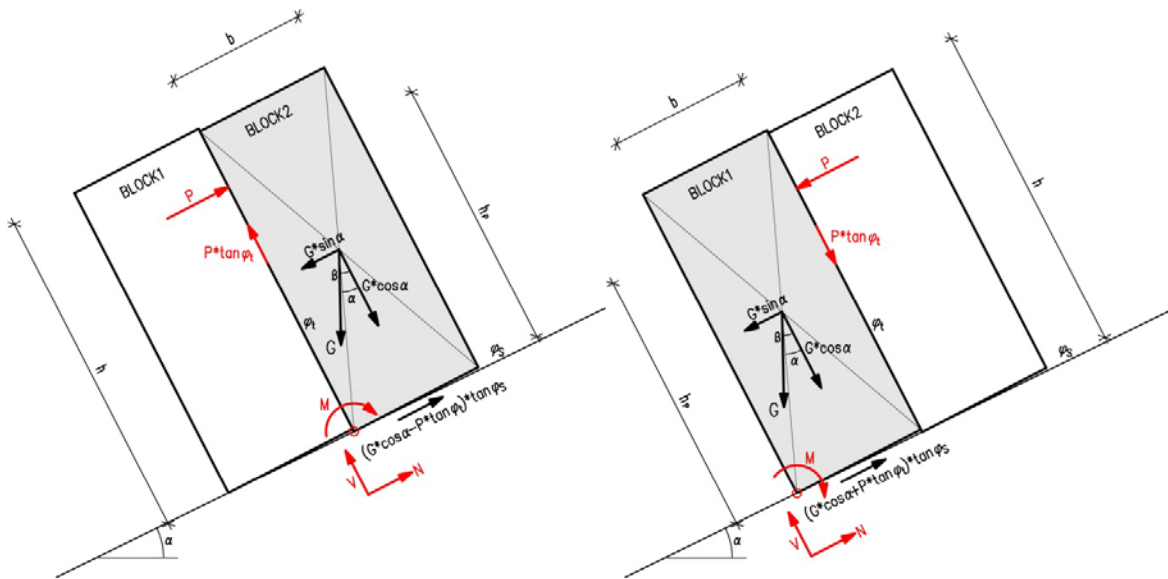 b
BLOCK2
BLOCK1
P
P*tanφt
G*sinα
β
G*cosα
α
G
φt
hP
h
φs
M
(G*cosα-P*tanφt)*tanφs
V
N
α
b
BLOCK2
BLOCK1
P
P*tanφt
G*sinα
β
G*cosα
α
G
φt
h
hP
φs
M
(G*cosα+P*tanφt)*tanφs
V
N
α